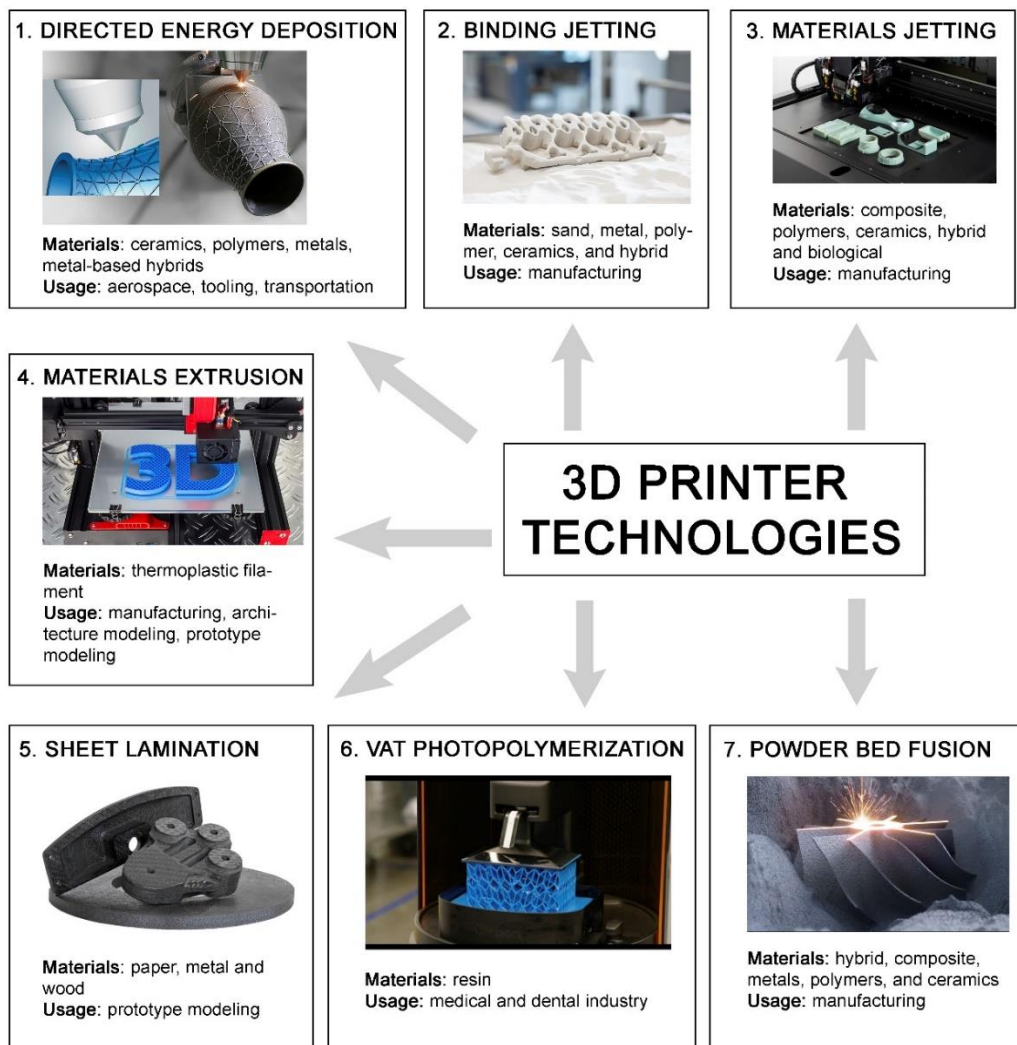 1. DIRECTED ENERGY DEPOSITION
Materials: ceramics, polymers, metals,
metal-based hybrids
Usage: aerospace, tooling, transportation
2. BINDING JETTING
Materials: sand, metal, poly-
mer, ceramics, and hybrid
Usage: manufacturing
3. MATERIALS JETTING
Materials: composite,
polymers, ceramics, hybrid
and biological
Usage: manufacturing
4. MATERIALS EXTRUSION
3D
Materials: thermoplastic fila-
ment
Usage: manufacturing, archi-
tecture modeling, prototype
modeling
3D PRINTER
TECHNOLOGIES
5. SHEET LAMINATION
Materials: paper, metal and
wood
Usage: prototype modeling
6. VAT PHOTOPOLYMERIZATION
Materials: resin
Usage: medical and dental industry
7. POWDER BED FUSION
Materials: hybrid, composite,
metals, polymers, and ceramics
Usage: manufacturing